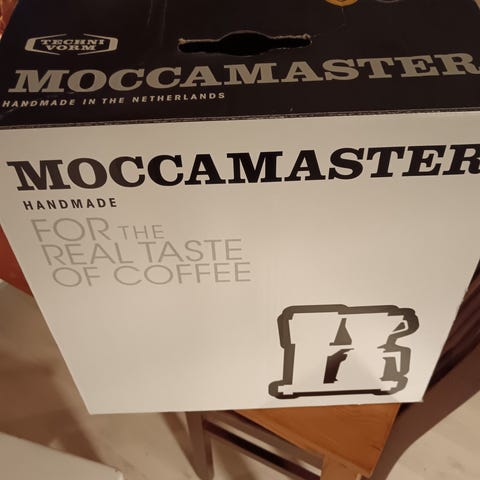 TECHNI
VORM
MOCCAMASTER
HANDMADE IN THE NETHERLANDS
MOCCAMASTER
HANDMADE
FOR THE
REAL TASTE
OF COFFEE